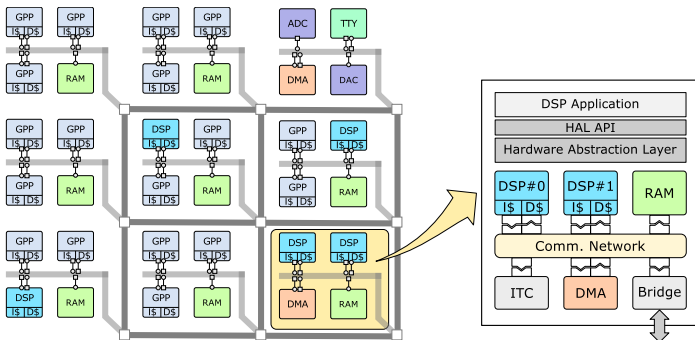 GPP GPP
I$ D$ I$ D$
GPP RAM
I$ D$
GPP GPP
I$ D$ I$ D$
GPP RAM
I$ D$
ADC TTY
DMA DAC
GPP GPP
I$ D$ I$ D$
GPP RAM
I$ D$
DSP GPP
I$ D$ I$ D$
GPP RAM
I$ D$
GPP DSP
I$ D$ I$ D$
GPP RAM
I$ D$
GPP GPP
I$ D$ I$ D$
DSP RAM
I$ D$
GPP GPP
I$ D$ I$ D$
GPP RAM
I$ D$
DSP DSP
I$ D$ I$ D$
DMA RAM
DSP Application
HAL API
Hardware Abstraction Layer
DSP#0 DSP#1 RAM
I$ D$ I$ D$
Comm. Network
ITC DMA Bridge